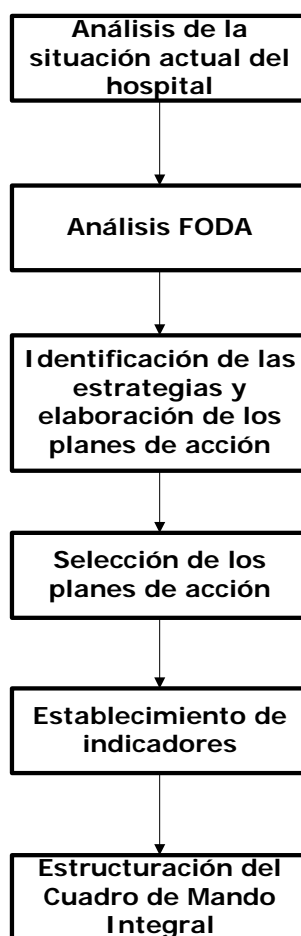 Análisis de la
situación actual del
hospital
Análisis FODA
Identificación de las
estrategias y
elaboración de los
planes de acción
Selección de los
planes de acción
Establecimiento de
indicadores
Estructuración del
Cuadro de Mando
Integral